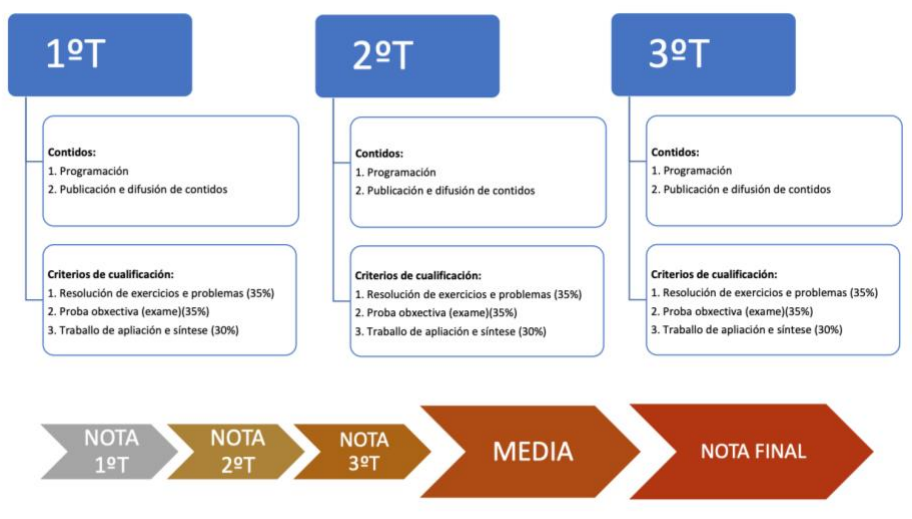 1ºT
Contidos:
1. Programación
2. Publicación e difusión de contidos
Criterios de cualificación:
1. Resolución de exercicios e problemas (35%)
2. Proba obxectiva (exame)(35%)
3. Traballo de apliación e síntese (30%)
2ºT
Contidos:
1. Programación
2. Publicación e difusión de contidos
Criterios de cualificación:
1. Resolución de exercicios e problemas (35%)
2. Proba obxectiva (exame)(35%)
3. Traballo de apliación e síntese (30%)
3ºT
Contidos:
1. Programación
2. Publicación e difusión de contidos
Criterios de cualificación:
1. Resolución de exercicios e problemas (35%)
2. Proba obxectiva (exame)(35%)
3. Traballo de apliación e síntese (30%)
NOTA
1ºT
NOTA
2ºT
NOTA
3ºT
MEDIA
NOTA FINAL